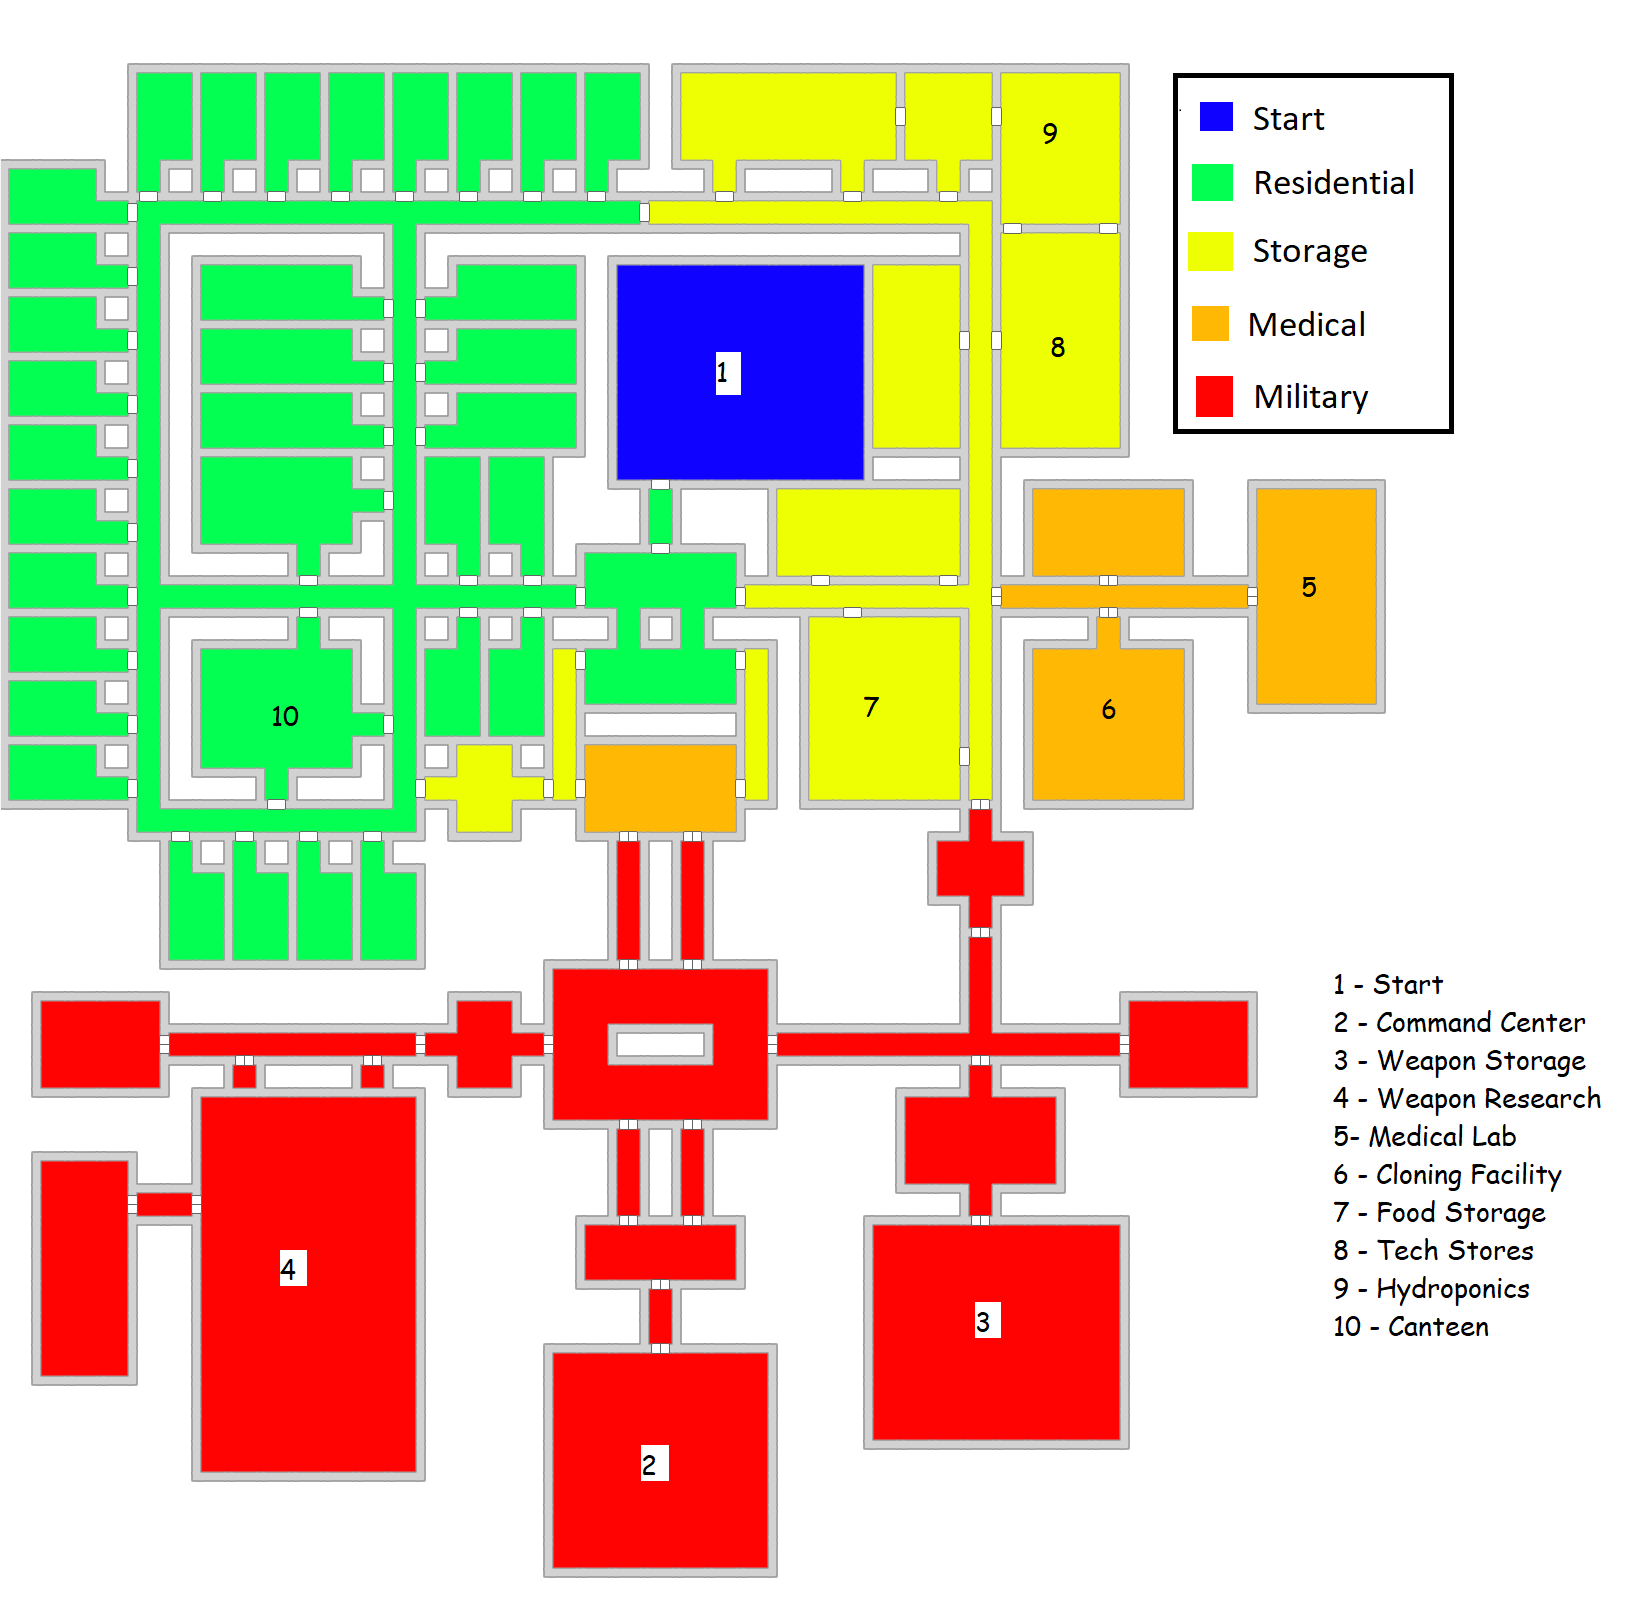 Start
Residential
Storage
Medical
Military
9
8
1
5
6
7
10
4
3
2
1 - Start
2 - Command Center
3 - Weapon Storage
4 - Weapon Research
5- Medical Lab
6 - Cloning Facility
7 - Food Storage
8 - Tech Stores
9 - Hydroponics
10 - Canteen